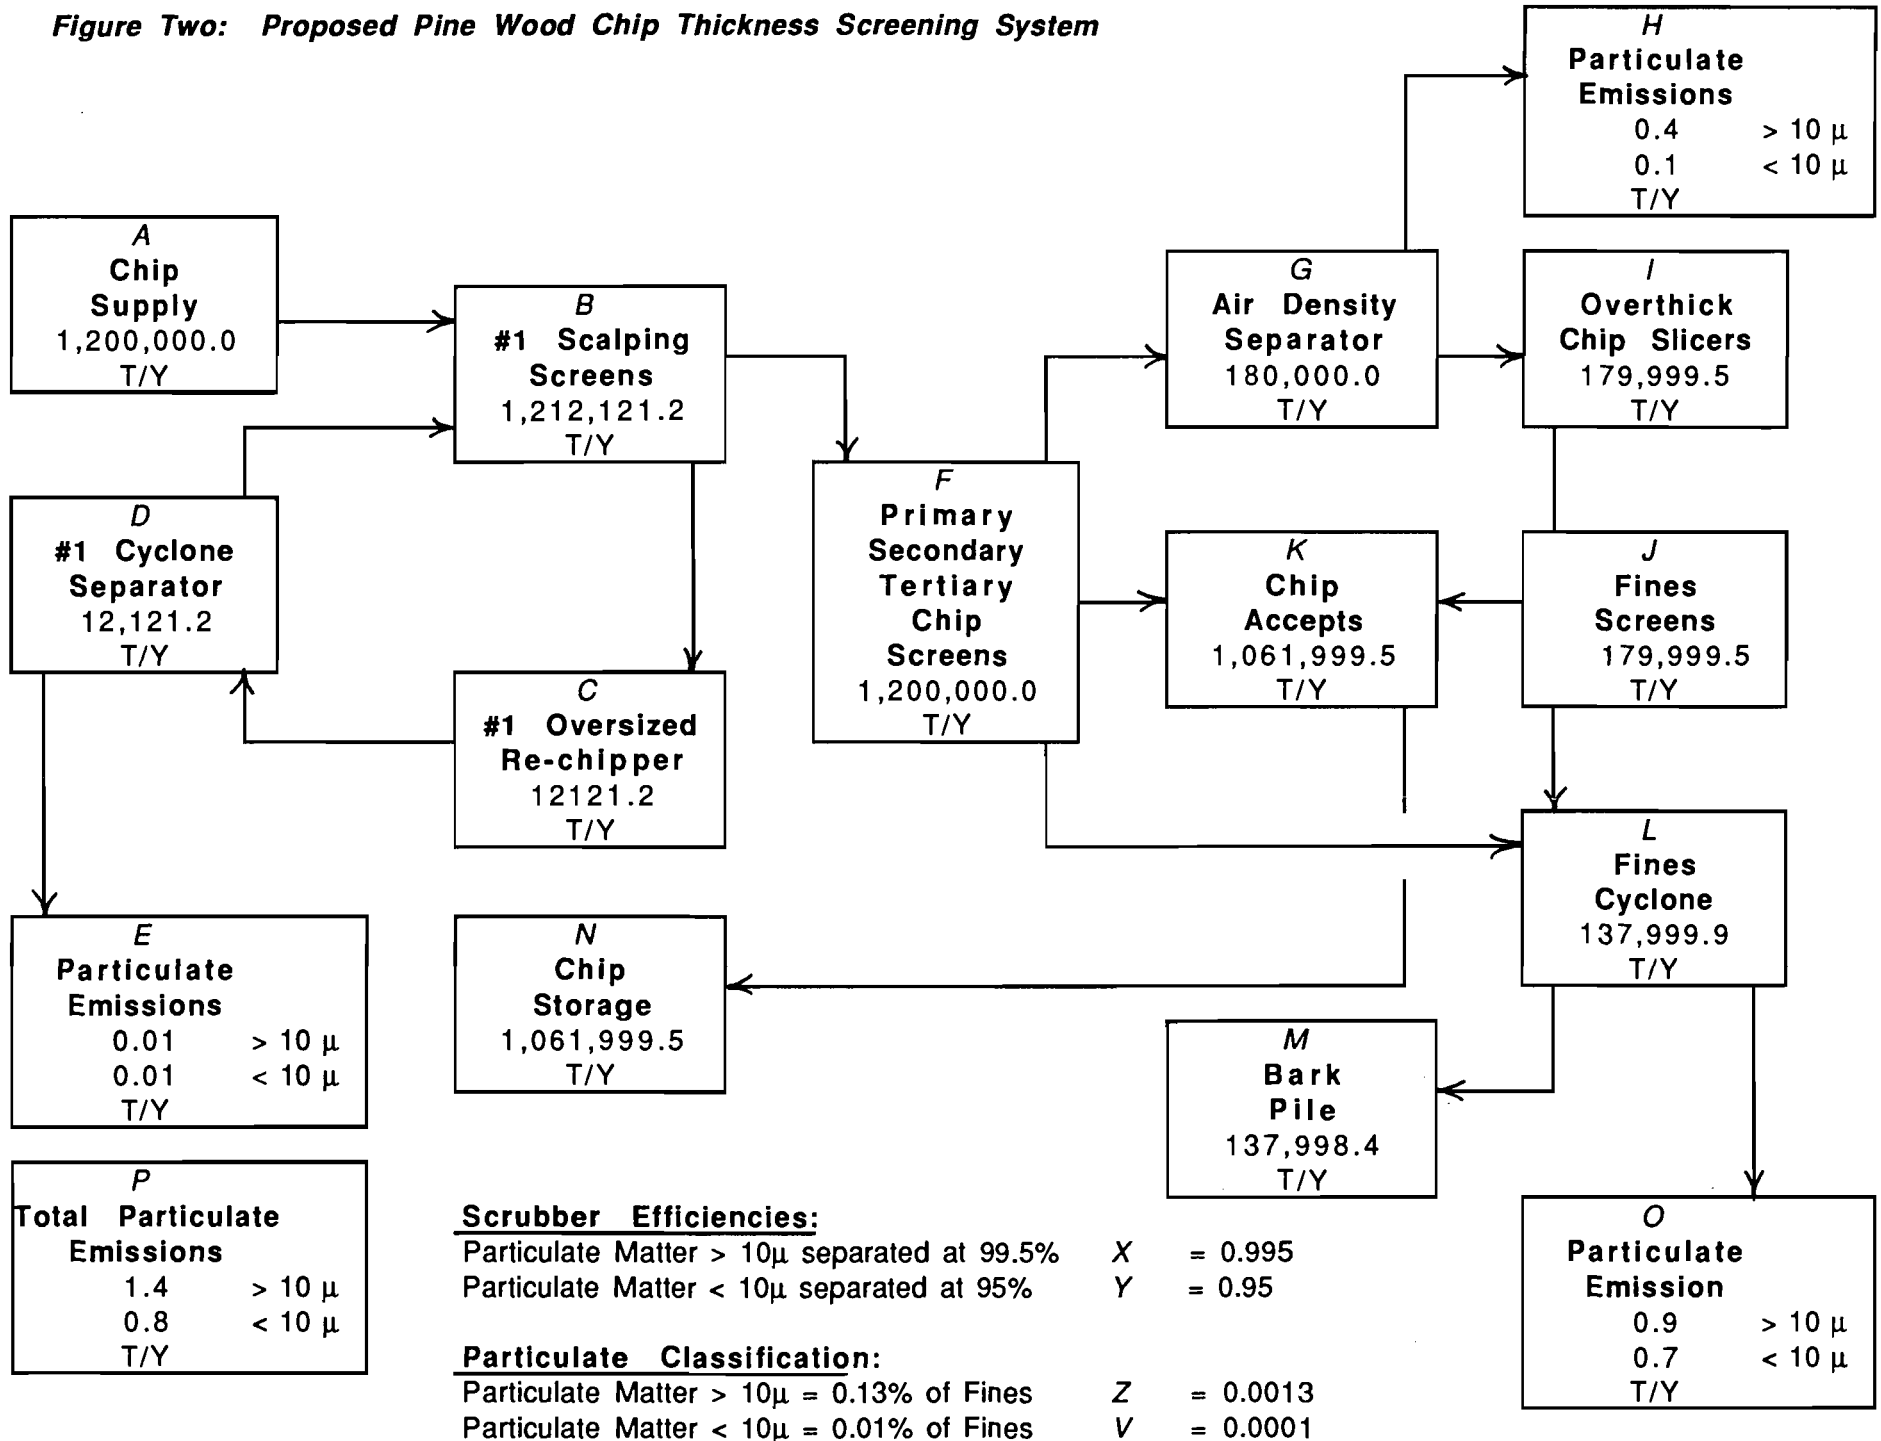 Figure Two: Proposed Pine Wood Chip Thickness Screening System
H
Particulate
Emissions
0.4 > 10 µ
0.1 < 10 µ
T/Y
A
Chip
Supply
1,200,000.0
T/Y
B
#1 Scalping
Screens
1,212,121.2
T/Y
G
Air Density
Separator
180,000.0
T/Y
I
Overthick
Chip Slicers
179,999.5
T/Y
D
#1 Cyclone
Separator
12,121.2
T/Y
F
Primary
Secondary
Tertiary
Chip
Screens
1,200,000.0
T/Y
K
Chip
Accepts
1,061,999.5
T/Y
J
Fines
Screens
179,999.5
T/Y
C
#1 Oversized
Re-chipper
12121.2
T/Y
L
Fines
Cyclone
137,999.9
T/Y
E
Particulate
Emissions
0.01 > 10 µ
0.01 < 10 µ
T/Y
N
Chip
Storage
1,061,999.5
T/Y
M
Bark
Pile
137,998.4
T/Y
P
Total Particulate
Emissions
1.4 > 10 µ
0.8 < 10 µ
T/Y
Scrubber Efficiencies:
Particulate Matter > 10µ separated at 99.5% X = 0.995
Particulate Matter < 10µ separated at 95% Y = 0.95
Particulate Classification:
Particulate Matter > 10µ = 0.13% of Fines Z = 0.0013
Particulate Matter < 10µ = 0.01% of Fines V = 0.0001
O
Particulate
Emission
0.9 > 10 µ
0.7 < 10 µ
T/Y